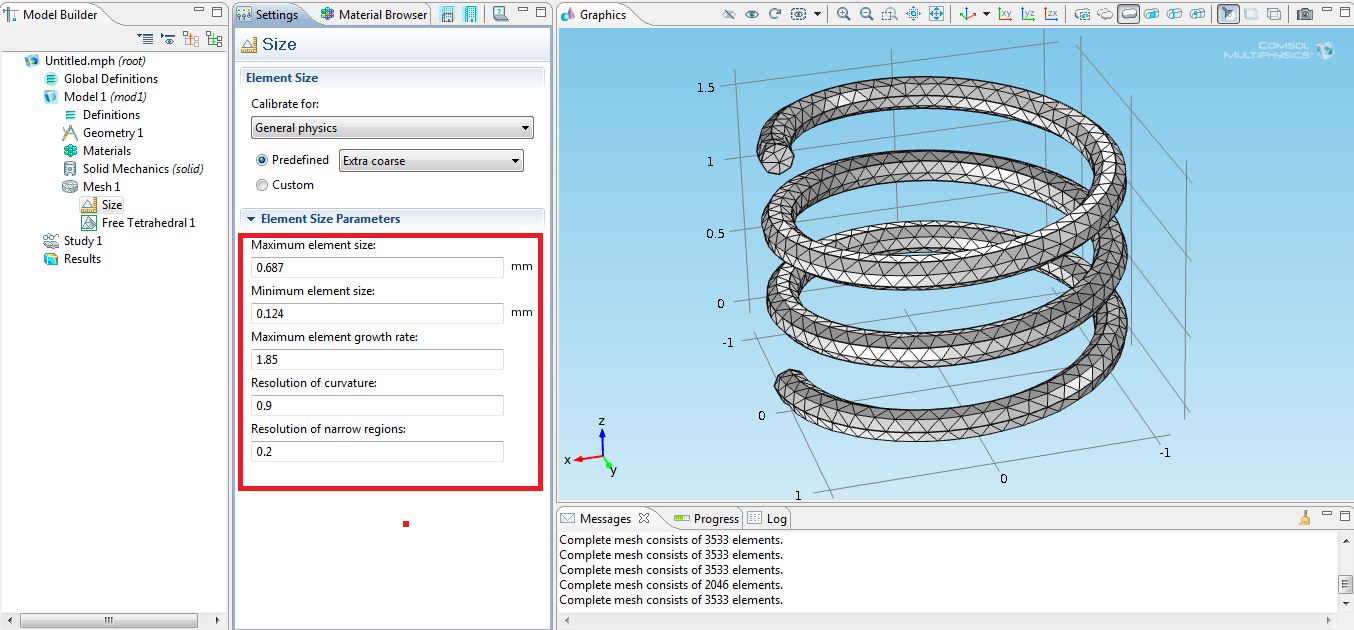 Model Builder
Untitled.mph (root)
Global Definitions
Model 1 (mod1)
Definitions
Geometry 1
Materials
Solid Mechanics (solid)
Mesh 1
Size
Free Tetrahedral 1
Study 1
Results
Settings
Material Browser
Size
Element Size
Calibrate for:
General physics
Predefined
Extra coarse
Custom
Element Size Parameters
Maximum element size:
0.687 mm
Minimum element size:
0.124 mm
Maximum element growth rate:
1.85
Resolution of curvature:
0.9
Resolution of narrow regions:
0.2
Graphics
xy yz zx
COMSOL
MULTIPHYSICS
1.5
1
0.5
0
-1
0
1
0
-1
z
x
y
Messages
Progress
Log
Complete mesh consists of 3533 elements.
Complete mesh consists of 3533 elements.
Complete mesh consists of 3533 elements.
Complete mesh consists of 2046 elements.
Complete mesh consists of 3533 elements.